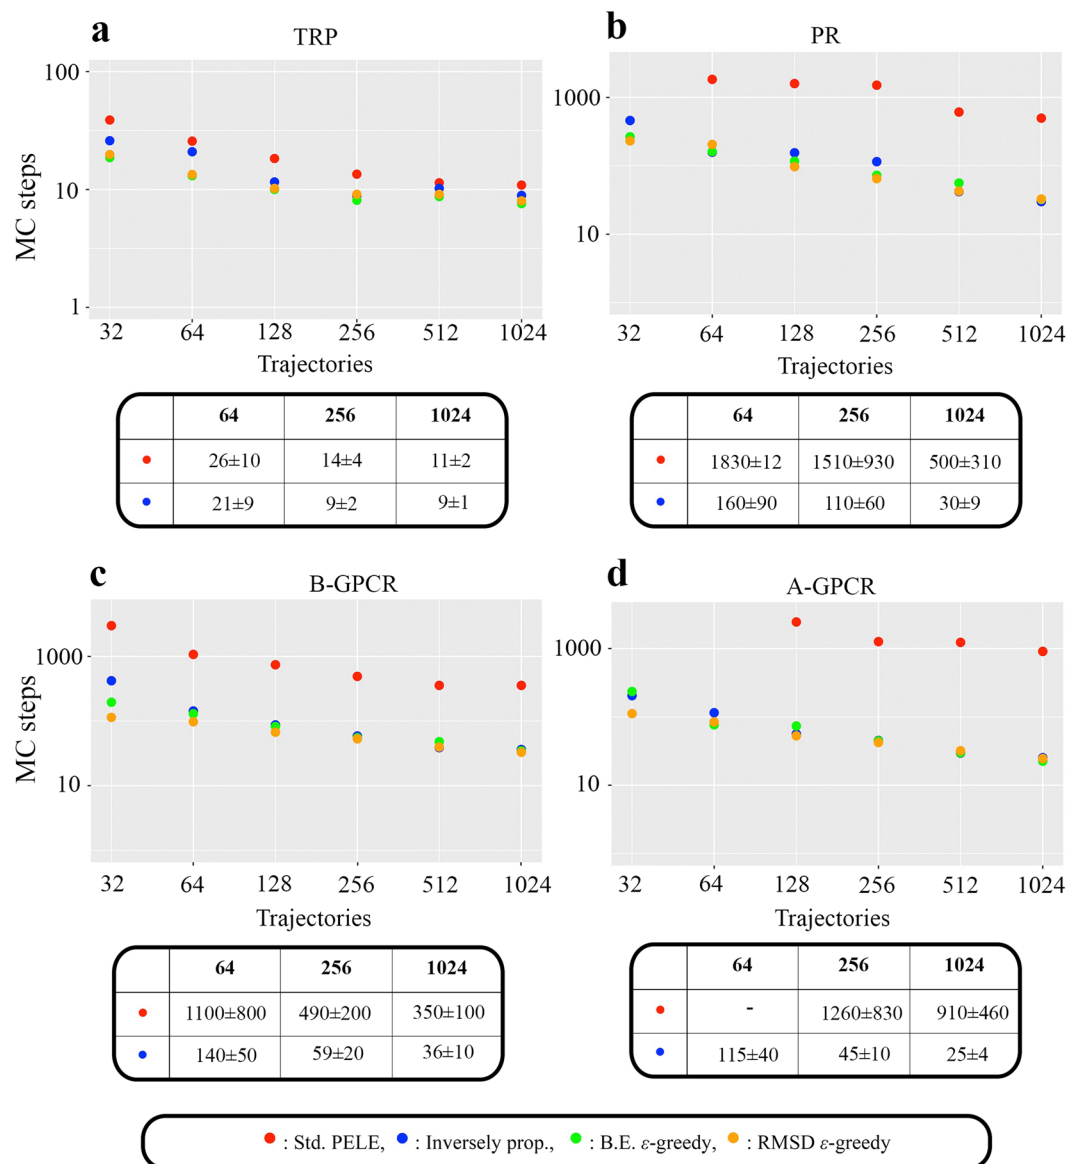 a
TRP
100
10
1
MC steps
32 64 128 256 512 1024
Trajectories
64 256 1024
26±10 14±4 11±2
21±9 9±2 9±1
b
PR
1000
10
32 64 128 256 512 1024
Trajectories
64 256 1024
1830±12 1510±930 500±310
160±90 110±60 30±9
c
B-GPCR
1000
10
MC steps
32 64 128 256 512 1024
Trajectories
64 256 1024
1100±800 490±200 350±100
140±50 59±20 36±10
d
A-GPCR
1000
10
32 64 128 256 512 1024
Trajectories
64 256 1024
- 1260±830 910±460
115±40 45±10 25±4
: Std. PELE, : Inversely prop., : B.E. ε-greedy, : RMSD ε-greedy